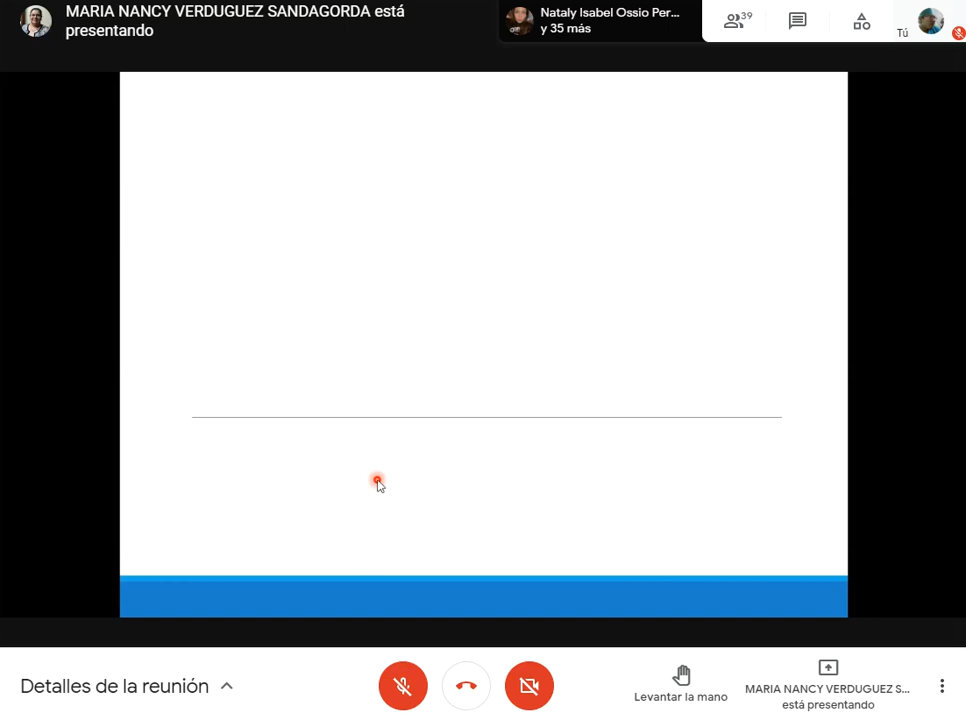 MARIA NANCY VERDUGUEZ SANDAGORDA está
presentando
Nataly Isabel Ossio Per...
y 35 más
39
Tú
Detalles de la reunión
Levantar la mano
MARIA NANCY VERDUGUEZ S...
está presentando